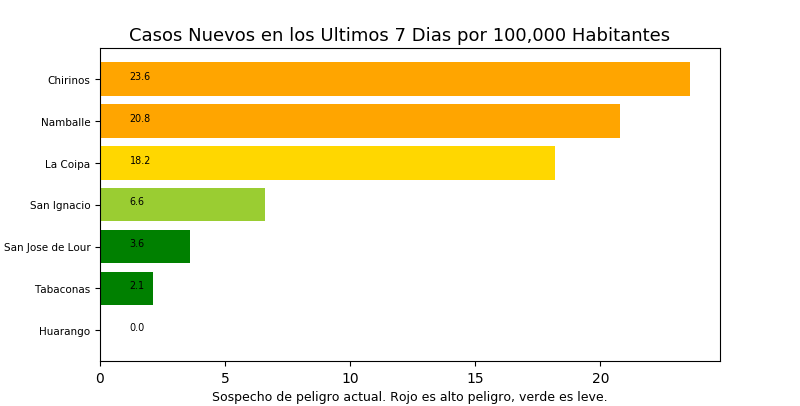 Casos Nuevos en los Ultimos 7 Dias por 100,000 Habitantes
Chirinos 23.6
Namballe 20.8
La Coipa 18.2
San Ignacio 6.6
San Jose de Lour 3.6
Tabaconas 2.1
Huarango 0.0
0 5 10 15 20
Sospecho de peligro actual. Rojo es alto peligro, verde es leve.